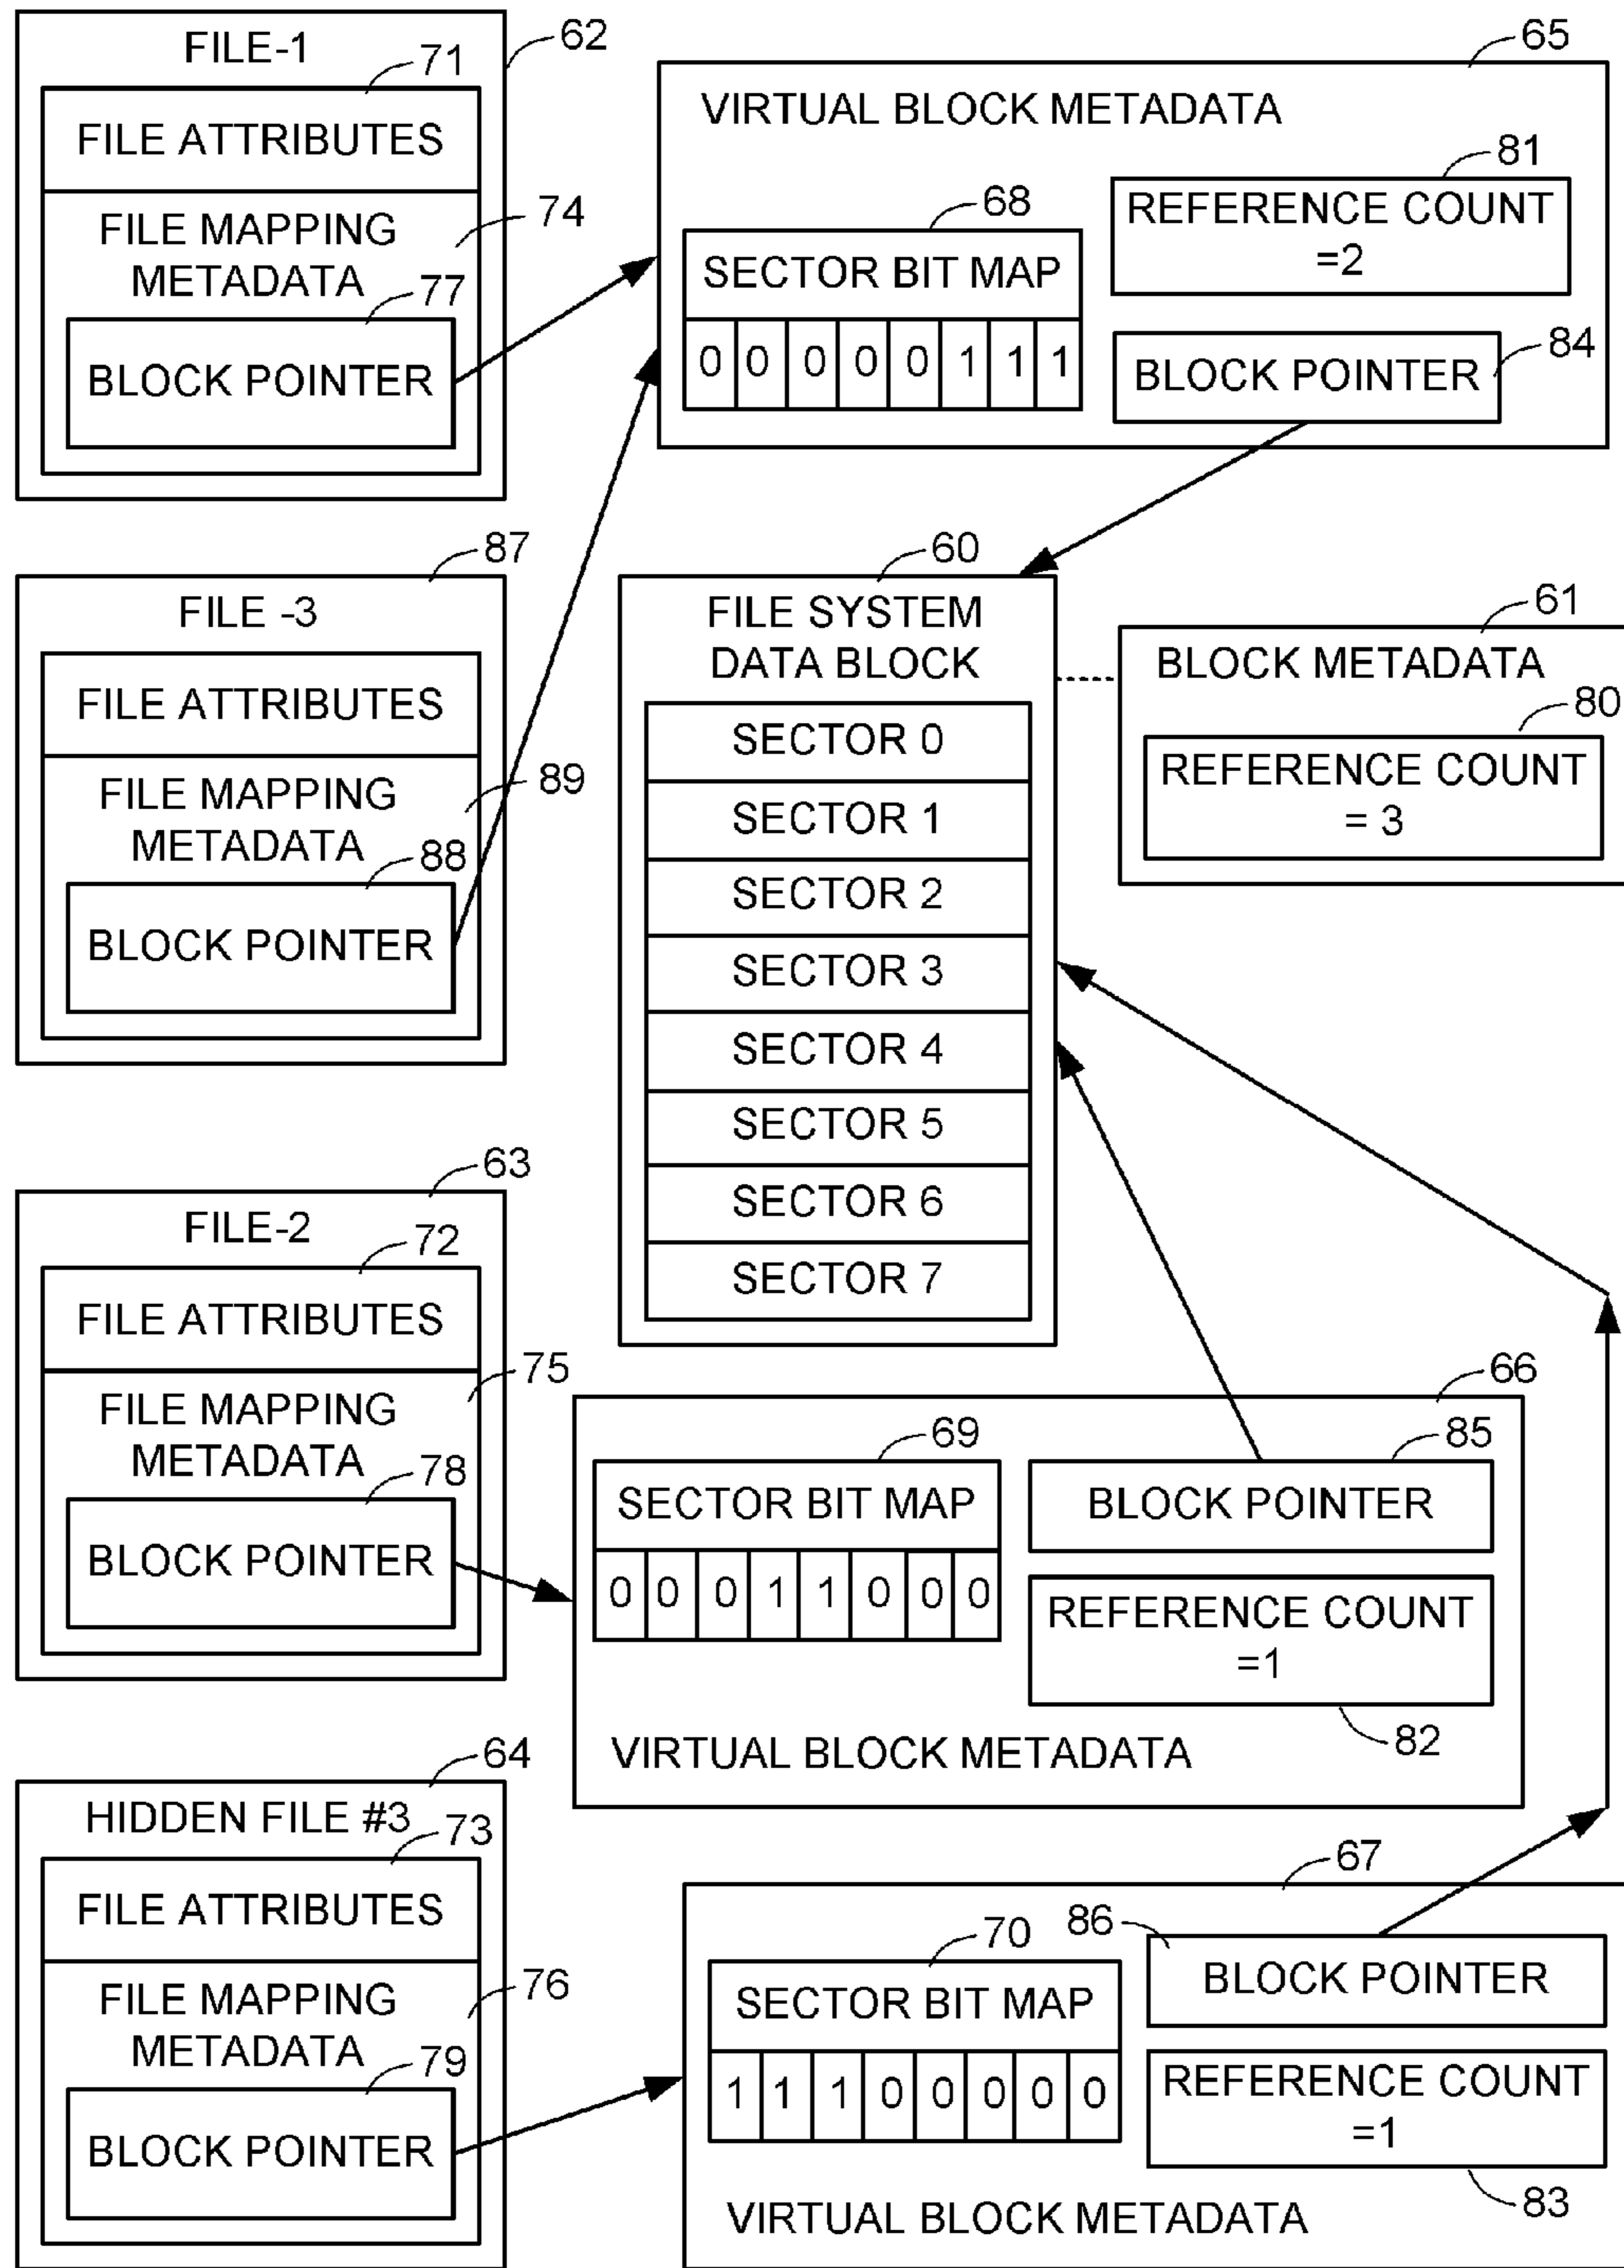 FILE-1
62
71
FILE ATTRIBUTES
FILE MAPPING
METADATA
74
77
BLOCK POINTER
65
VIRTUAL BLOCK METADATA
81
REFERENCE COUNT
=2
68
SECTOR BIT MAP
0 0 0 0 0 1 1 1
84
BLOCK POINTER
87
FILE -3
FILE ATTRIBUTES
FILE MAPPING
METADATA
89
88
BLOCK POINTER
60
FILE SYSTEM
DATA BLOCK
SECTOR 0
SECTOR 1
SECTOR 2
SECTOR 3
SECTOR 4
SECTOR 5
SECTOR 6
SECTOR 7
61
BLOCK METADATA
80
REFERENCE COUNT
= 3
63
FILE-2
72
FILE ATTRIBUTES
75
FILE MAPPING
METADATA
78
BLOCK POINTER
66
69
SECTOR BIT MAP
0 0 0 1 1 0 0 0
85
BLOCK POINTER
REFERENCE COUNT
=1
82
VIRTUAL BLOCK METADATA
64
HIDDEN FILE #3
73
FILE ATTRIBUTES
FILE MAPPING
METADATA
76
79
BLOCK POINTER
67
86
BLOCK POINTER
70
SECTOR BIT MAP
1 1 1 0 0 0 0 0
REFERENCE COUNT
=1
83
VIRTUAL BLOCK METADATA